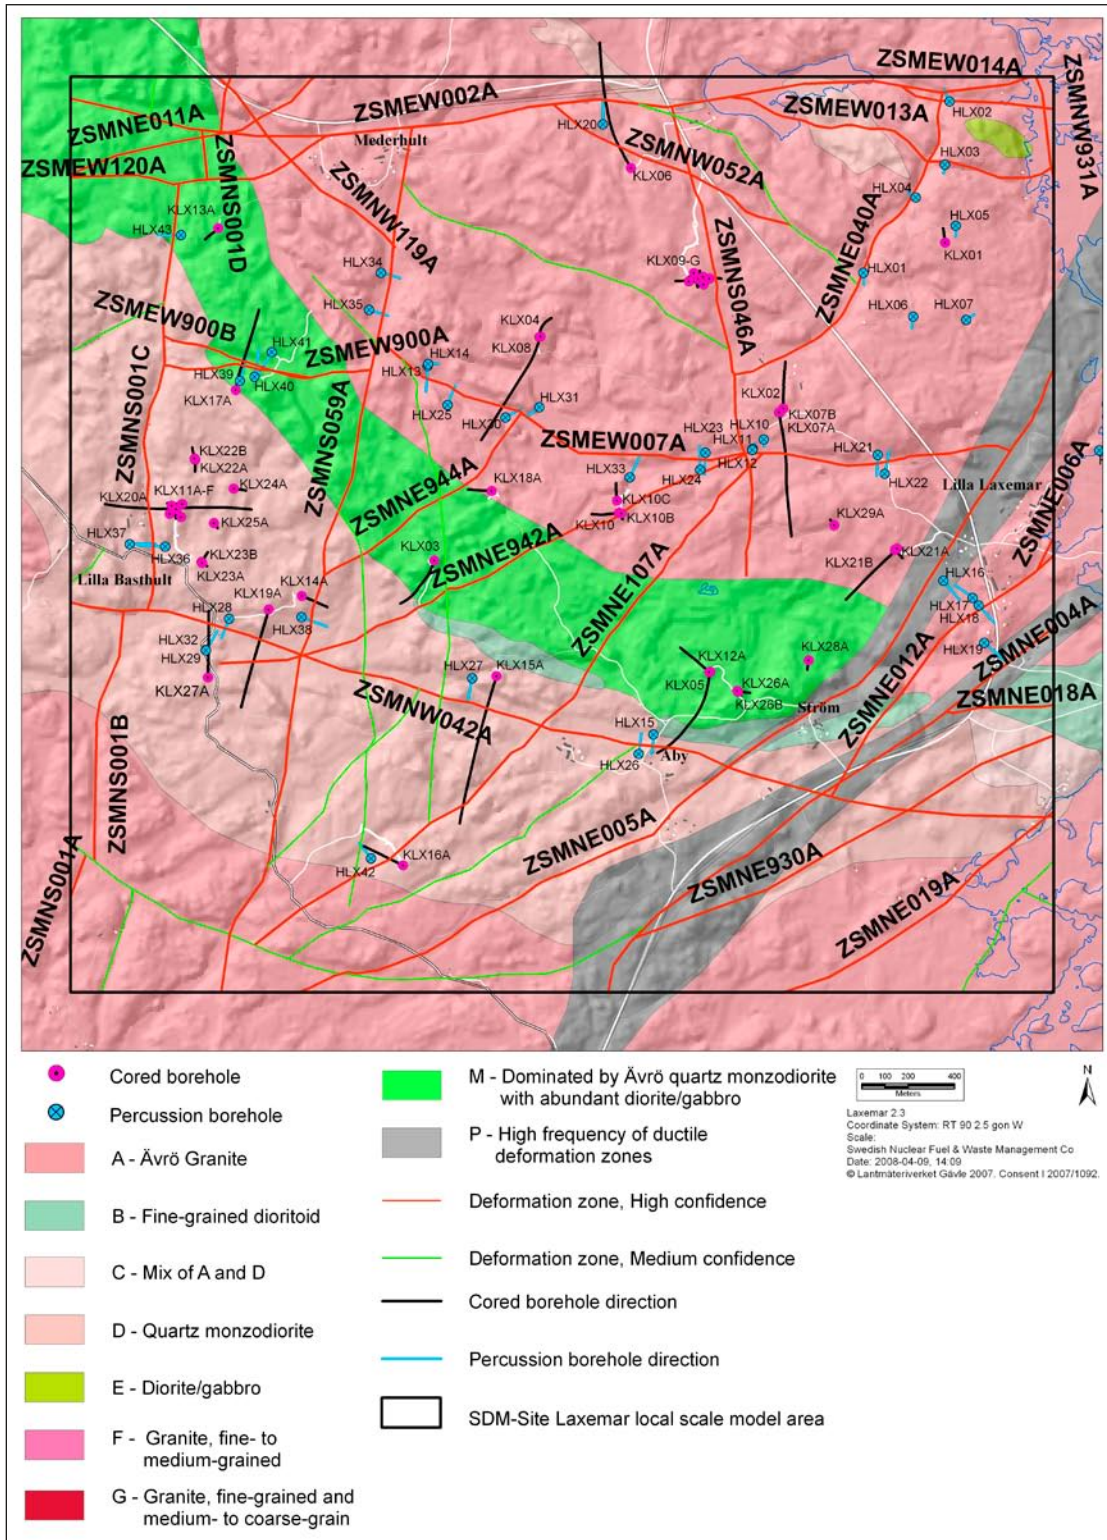 ZSMEW014A
ZSMNW931A
ZSMEW002A
ZSMNE011A
ZSMEW013A
HLX02
HLX20
Mederhult
ZSMEW120A
ZSMNW052A
HLX03
KLX06
ZSMNW119A
ZSMNS001D
HLX04
KLX13A
ZSMNE040A
HLX05
HLX43
KLX01
HLX34
KLX09-G
ZSMNS046A
HLX01
HLX35
HLX06
HLX07
KLX04
ZSMEW900B
HLX41
ZSMEW900A
KLX08
HLX14
HLX13
HLX39
HLX40
KLX17A
ZSMNS001C
ZSMNS059A
HLX25
HLX30
HLX31
KLX02
KLX07B
KLX07A
HLX10
HLX23
HLX11
ZSMEW007A
HLX12
HLX21
KLX22B
KLX22A
HLX33
HLX24
HLX22
Lilla Laxemar
ZSMNE006A
KLX24A
KLX20A
KLX11A-F
ZSMNE944A
KLX18A
KLX10C
KLX10
KLX10B
KLX29A
KLX25A
HLX37
HLX36
KLX23B
KLX23A
Lilla Basthult
KLX03
ZSMNE942A
KLX21B
KLX21A
HLX16
KLX14A
KLX19A
HLX28
HLX38
ZSMNE107A
HLX17
HLX18
HLX32
HLX29
HLX19
ZSMNE004A
KLX27A
HLX27
KLX15A
KLX12A
KLX28A
KLX05
KLX26A
KLX26B
ZSMNE012A
ZSMNE018A
Ström
ZSMNW042A
HLX15
HLX26
Åby
ZSMNS001B
ZSMNE005A
KLX16A
HLX42
ZSMNE930A
ZSMNS001A
ZSMNE019A
Cored borehole
Percussion borehole
A - Ävrö Granite
B - Fine-grained dioritoid
C - Mix of A and D
D - Quartz monzodiorite
E - Diorite/gabbro
F - Granite, fine- to
medium-grained
G - Granite, fine-grained and
medium- to coarse-grain
M - Dominated by Ävrö quartz monzodiorite
with abundant diorite/gabbro
P - High frequency of ductile
deformation zones
Deformation zone, High confidence
Deformation zone, Medium confidence
Cored borehole direction
Percussion borehole direction
SDM-Site Laxemar local scale model area
0 100 200 400
Meters
N
Laxemar 2.3
Coordinate System: RT 90 2.5 gon W
Scale:
Swedish Nuclear Fuel & Waste Management Co
Date: 2008-04-09, 14:09
© Lantmäteriverket Gävle 2007. Consent I 2007/1092.